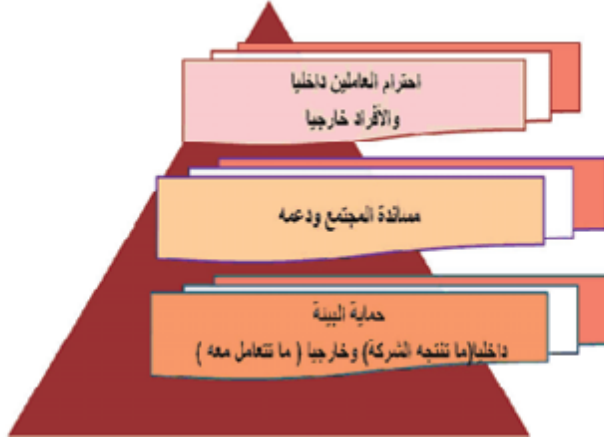 احترام العاملين داخليا
والأفراد خارجيا
مساندة المجتمع ودعمه
حماية البيئة
داخليا(ما تنتجه الشركة) وخارجيا ( ما تتعامل معه )